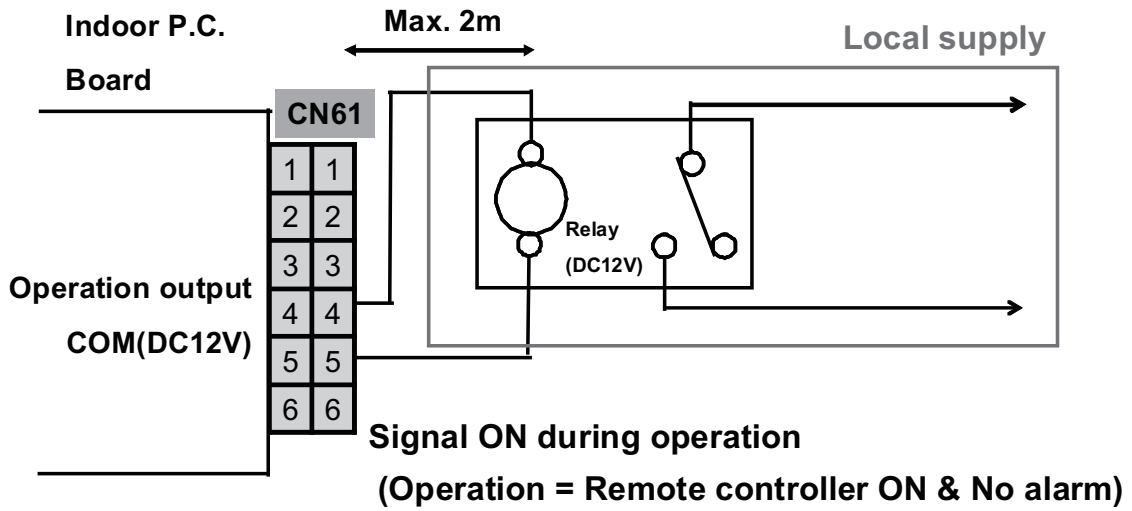 Indoor P.C.
Board
Max. 2m
Local supply
CN61
1 1
2 2
3 3
4 4
5 5
6 6
Operation output
COM(DC12V)
Relay
(DC12V)
Signal ON during operation
(Operation = Remote controller ON & No alarm)